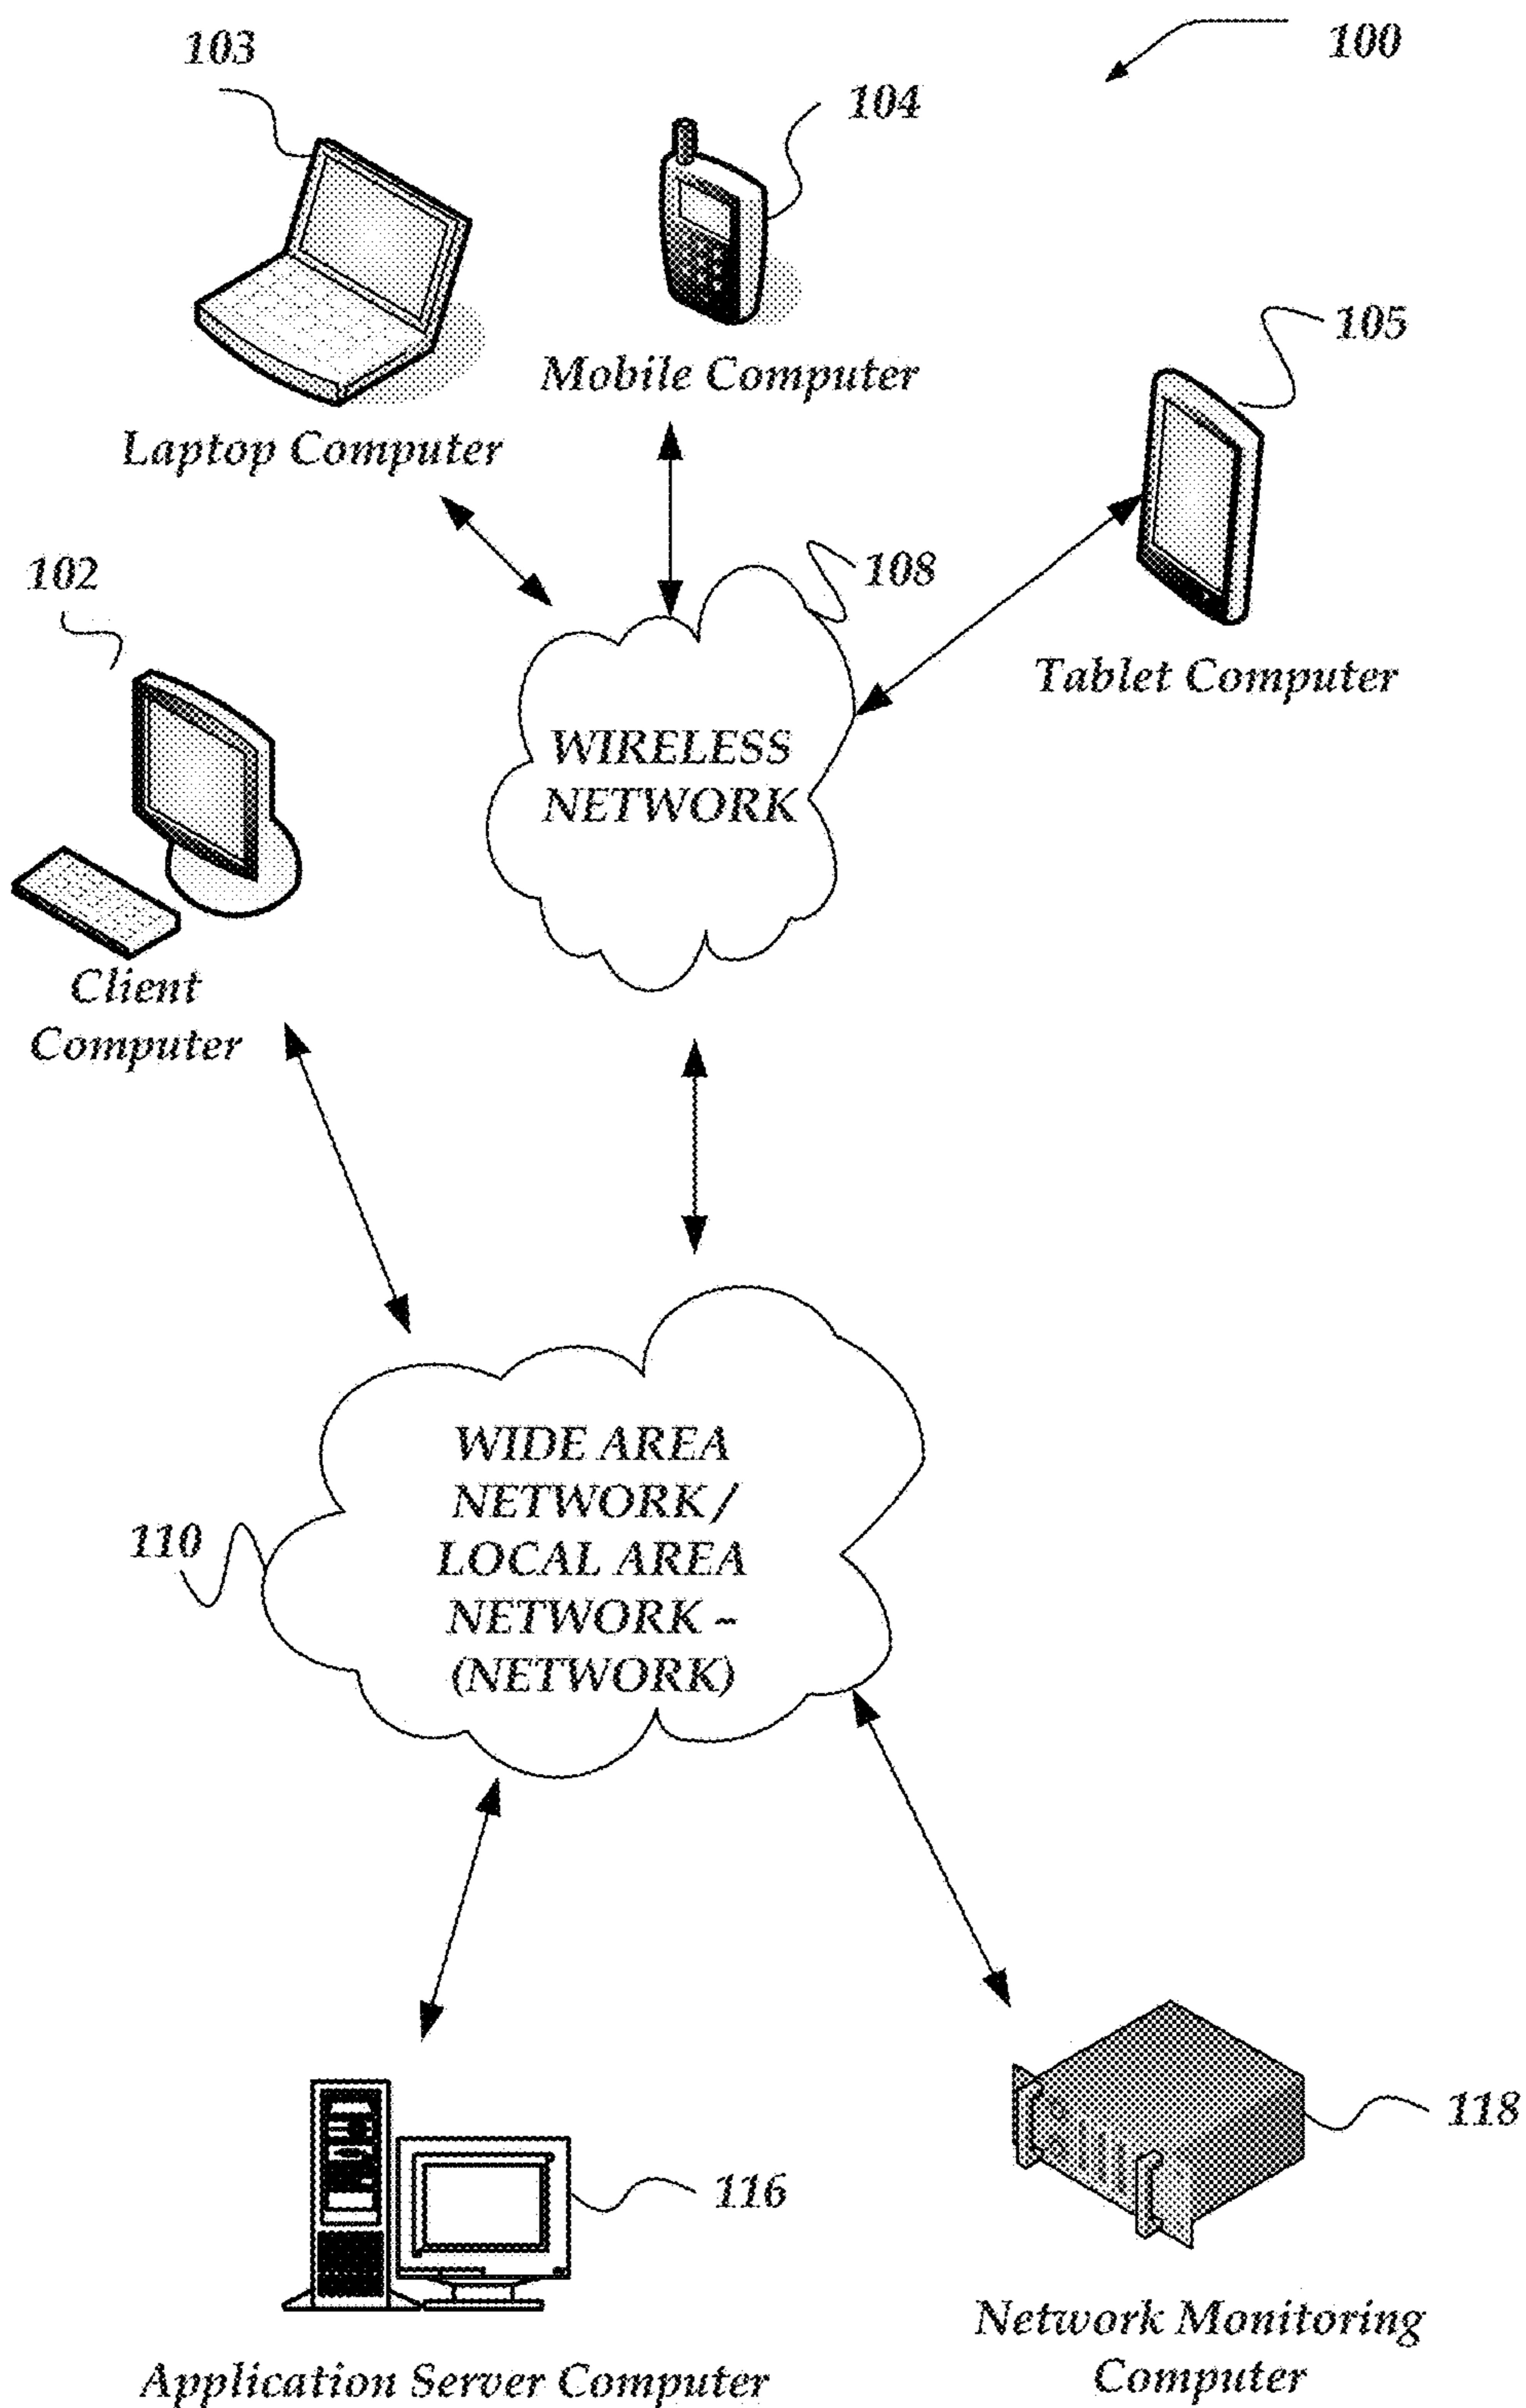 103
100
104
Mobile Computer
Laptop Computer
105
Tablet Computer
108
102
WIRELESS
NETWORK
Client
Computer
WIDE AREA
NETWORK /
LOCAL AREA
NETWORK –
(NETWORK)
110
116
118
Application Server Computer
Network Monitoring
Computer